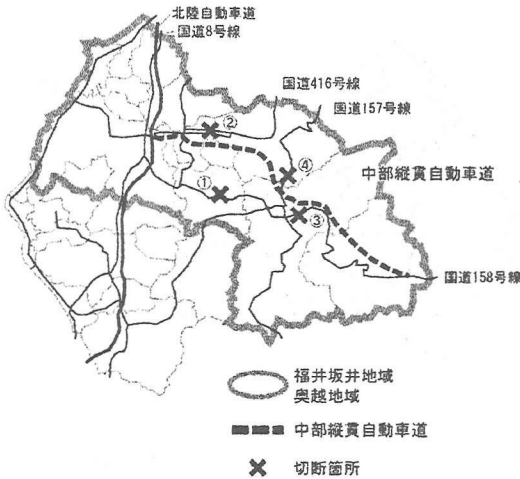 北陸自動車道
国道8号線
国道416号線
国道157号線
②
④
中部縦貫自動車道
①
③
国道158号線
福井坂井地域
奥越地域
中部縦貫自動車道
切断箇所